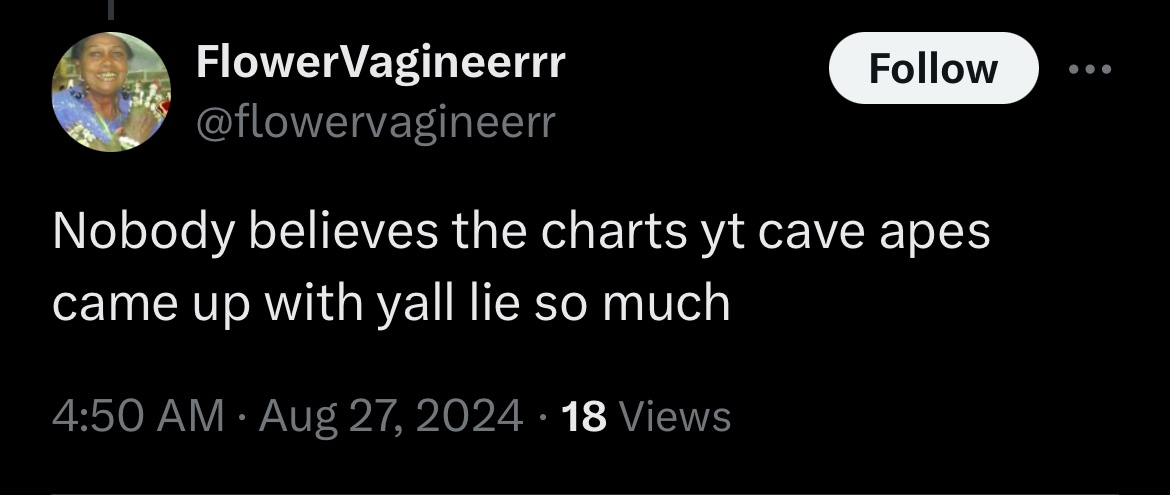 FlowerVagineerrr
Follow
@flowervagineerr
Nobody believes the charts yt cave apes
came up with yall lie so much
4:50 AM · Aug 27, 2024 · 18 Views